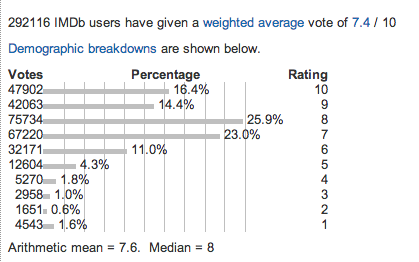 292116 IMDb users have given a weighted average vote of 7.4 / 10
Demographic breakdowns are shown below.
Votes Percentage Rating
47902 16.4% 10
42063 14.4% 9
75734 25.9% 8
67220 23.0% 7
32171 11.0% 6
12604 4.3% 5
5270 1.8% 4
2958 1.0% 3
1651 0.6% 2
4543 1.6% 1
Arithmetic mean = 7.6. Median = 8